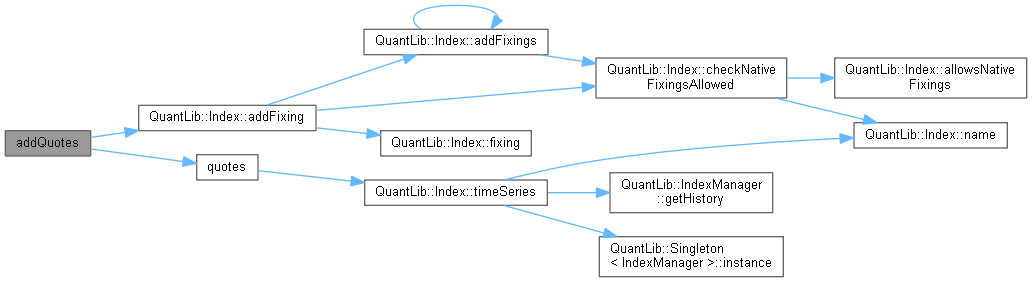 QuantLib::Index::addFixings
QuantLib::Index::checkNative
FixingsAllowed
QuantLib::Index::allowsNative
Fixings
QuantLib::Index::addFixing
addQuotes
QuantLib::Index::fixing
QuantLib::Index::name
quotes
QuantLib::Index::timeSeries
QuantLib::IndexManager
::getHistory
QuantLib::Singleton
< IndexManager >::instance